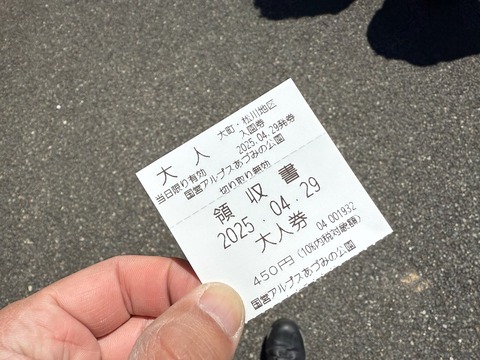 大町・松川地区
大人 入園券
2025.04.29発券
当日限り有効
国営アルプスあづみの公園
切り取り無効
領収書
2025.04.29
大人券
04 001932
450円(10%内税対象額)
国営アルプスあづみの公園